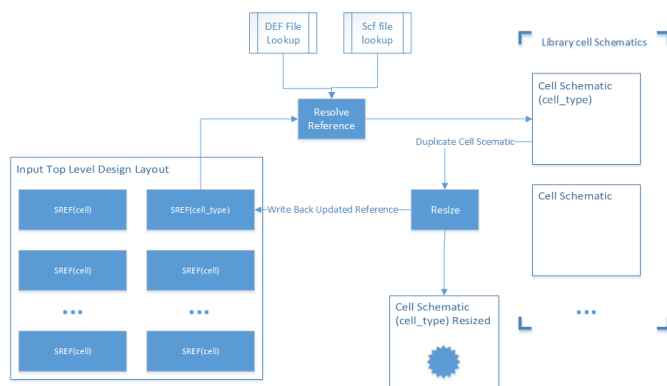 DEF File
Lookup
Scf file
lookup
Library cell Schematics
Resolve
Reference
Cell Schematic
(cell_type)
Duplicate Cell Scematic
Input Top Level Design Layout
SREF(cell)
SREF(cell_type)
Write Back Updated Reference
Resize
Cell Schematic
SREF(cell)
SREF(cell)
...
...
Cell Schematic
(cell_type) Resized
...
SREF(cell)
SREF(cell)